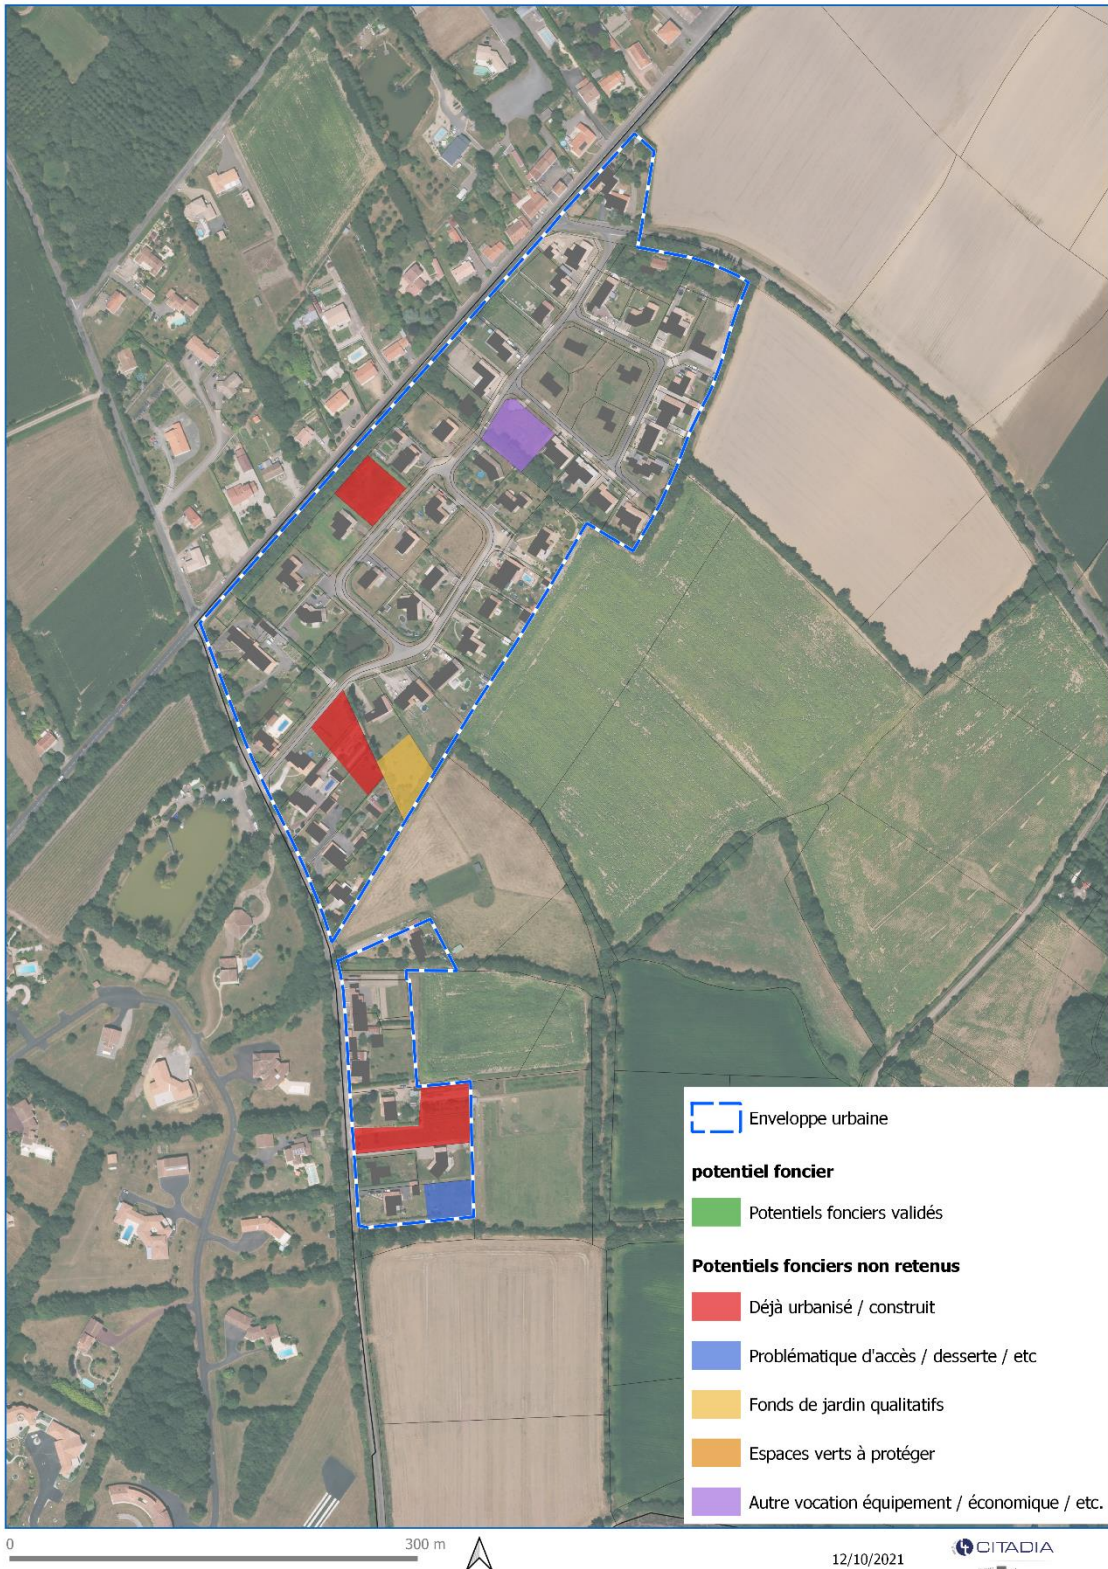 Enveloppe urbaine
potentiel foncier
Potentiels fonciers validés
Potentiels fonciers non retenus
Déjà urbanisé / construit
Problématique d'accès / desserte / etc
Fonds de jardin qualitatifs
Espaces verts à protéger
Autre vocation équipement / économique / etc.
0 300 m
12/10/2021
CITADIA